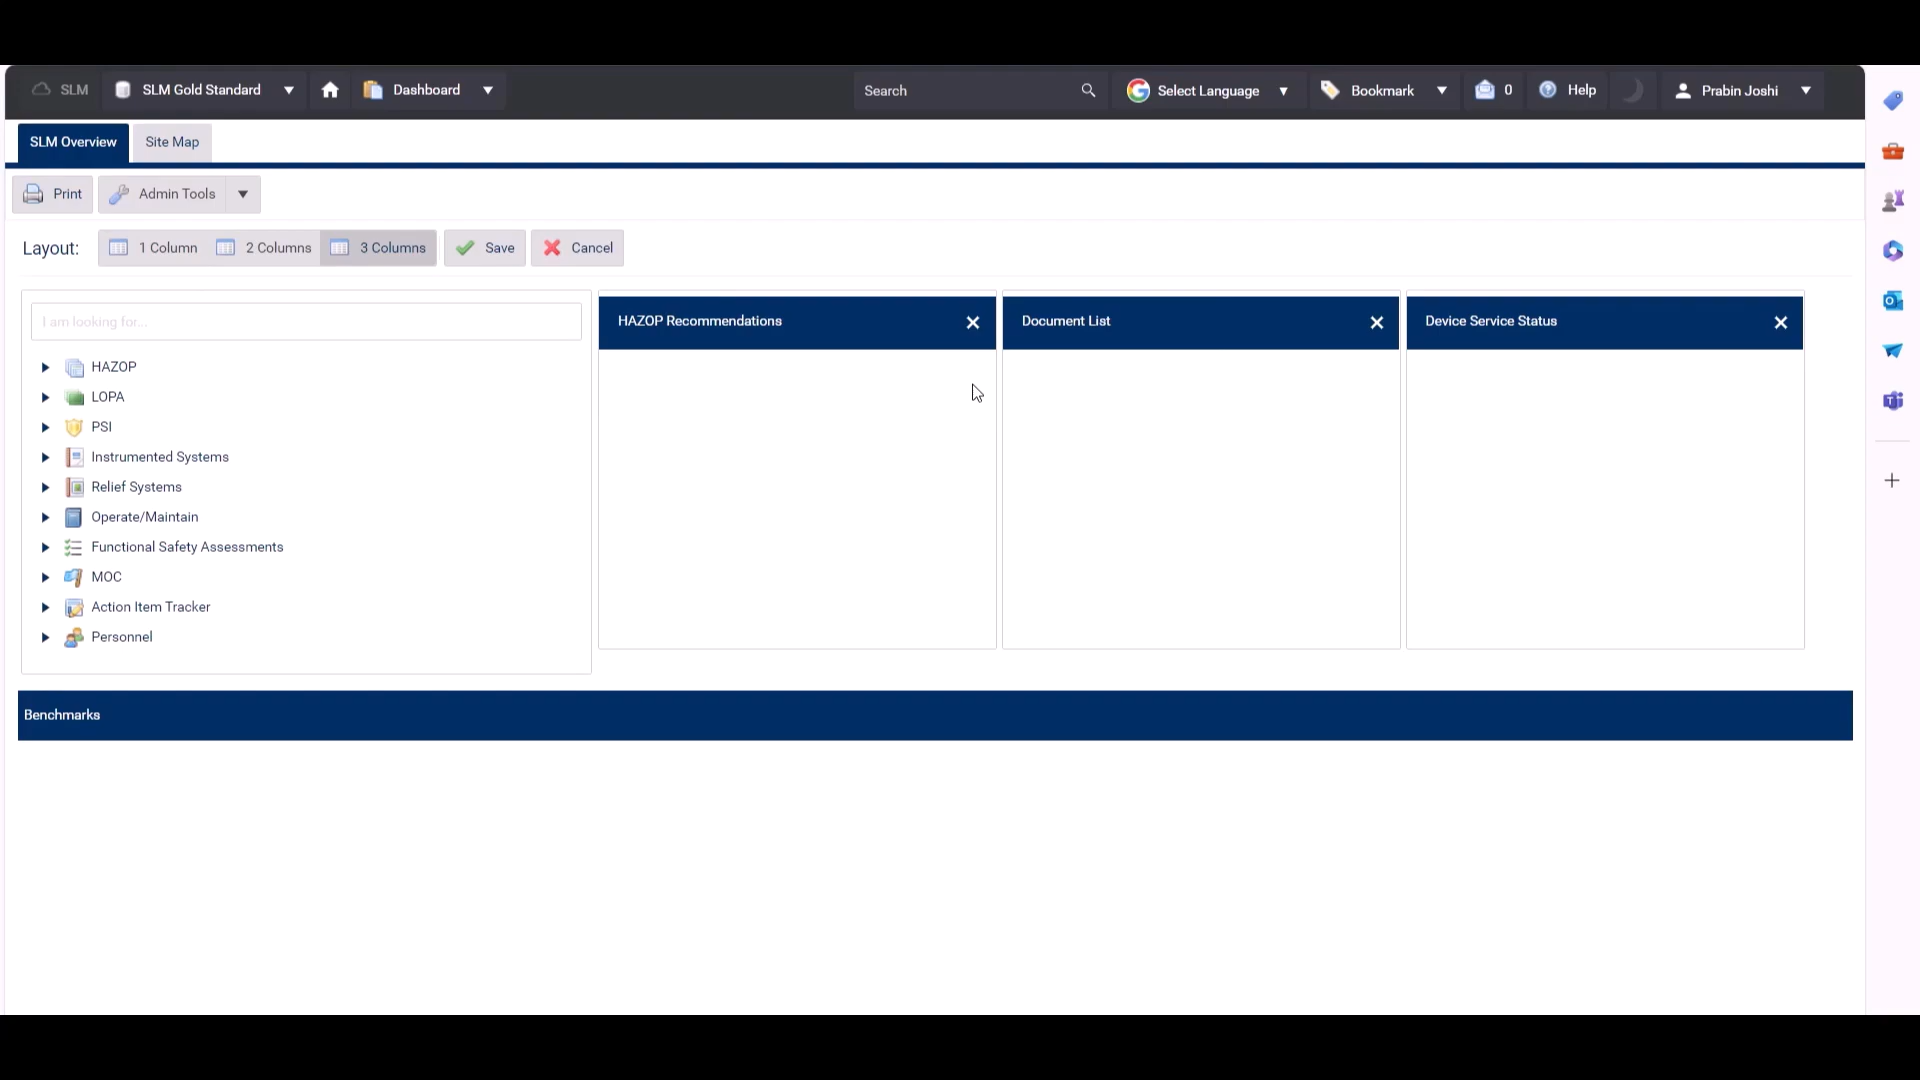 SLM SLM Gold Standard Dashboard Search Select Language Bookmark 0 Help Prabin Joshi
SLM Overview Site Map
Print Admin Tools
Layout: 1 Column 2 Columns 3 Columns Save Cancel
I am looking for...
HAZOP
LOPA
PSI
Instrumented Systems
Relief Systems
Operate/Maintain
Functional Safety Assessments
MOC
Action Item Tracker
Personnel
HAZOP Recommendations
Document List
Device Service Status
Benchmarks